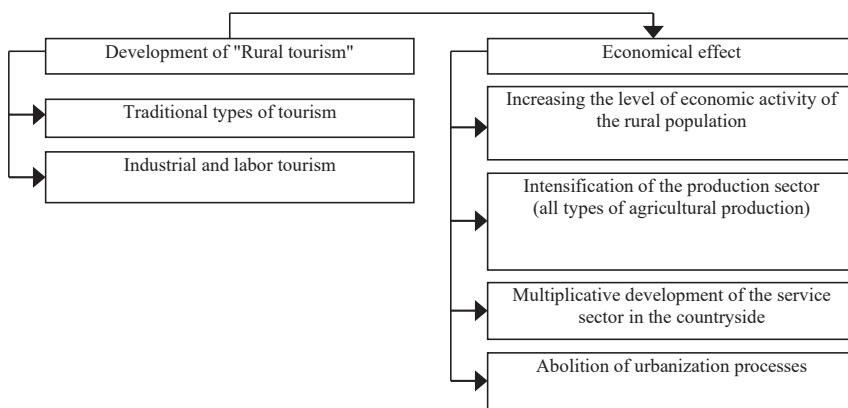 Development of "Rural tourism"
Traditional types of tourism
Industrial and labor tourism
Economical effect
Increasing the level of economic activity of
the rural population
Intensification of the production sector
(all types of agricultural production)
Multiplicative development of the service
sector in the countryside
Abolition of urbanization processes